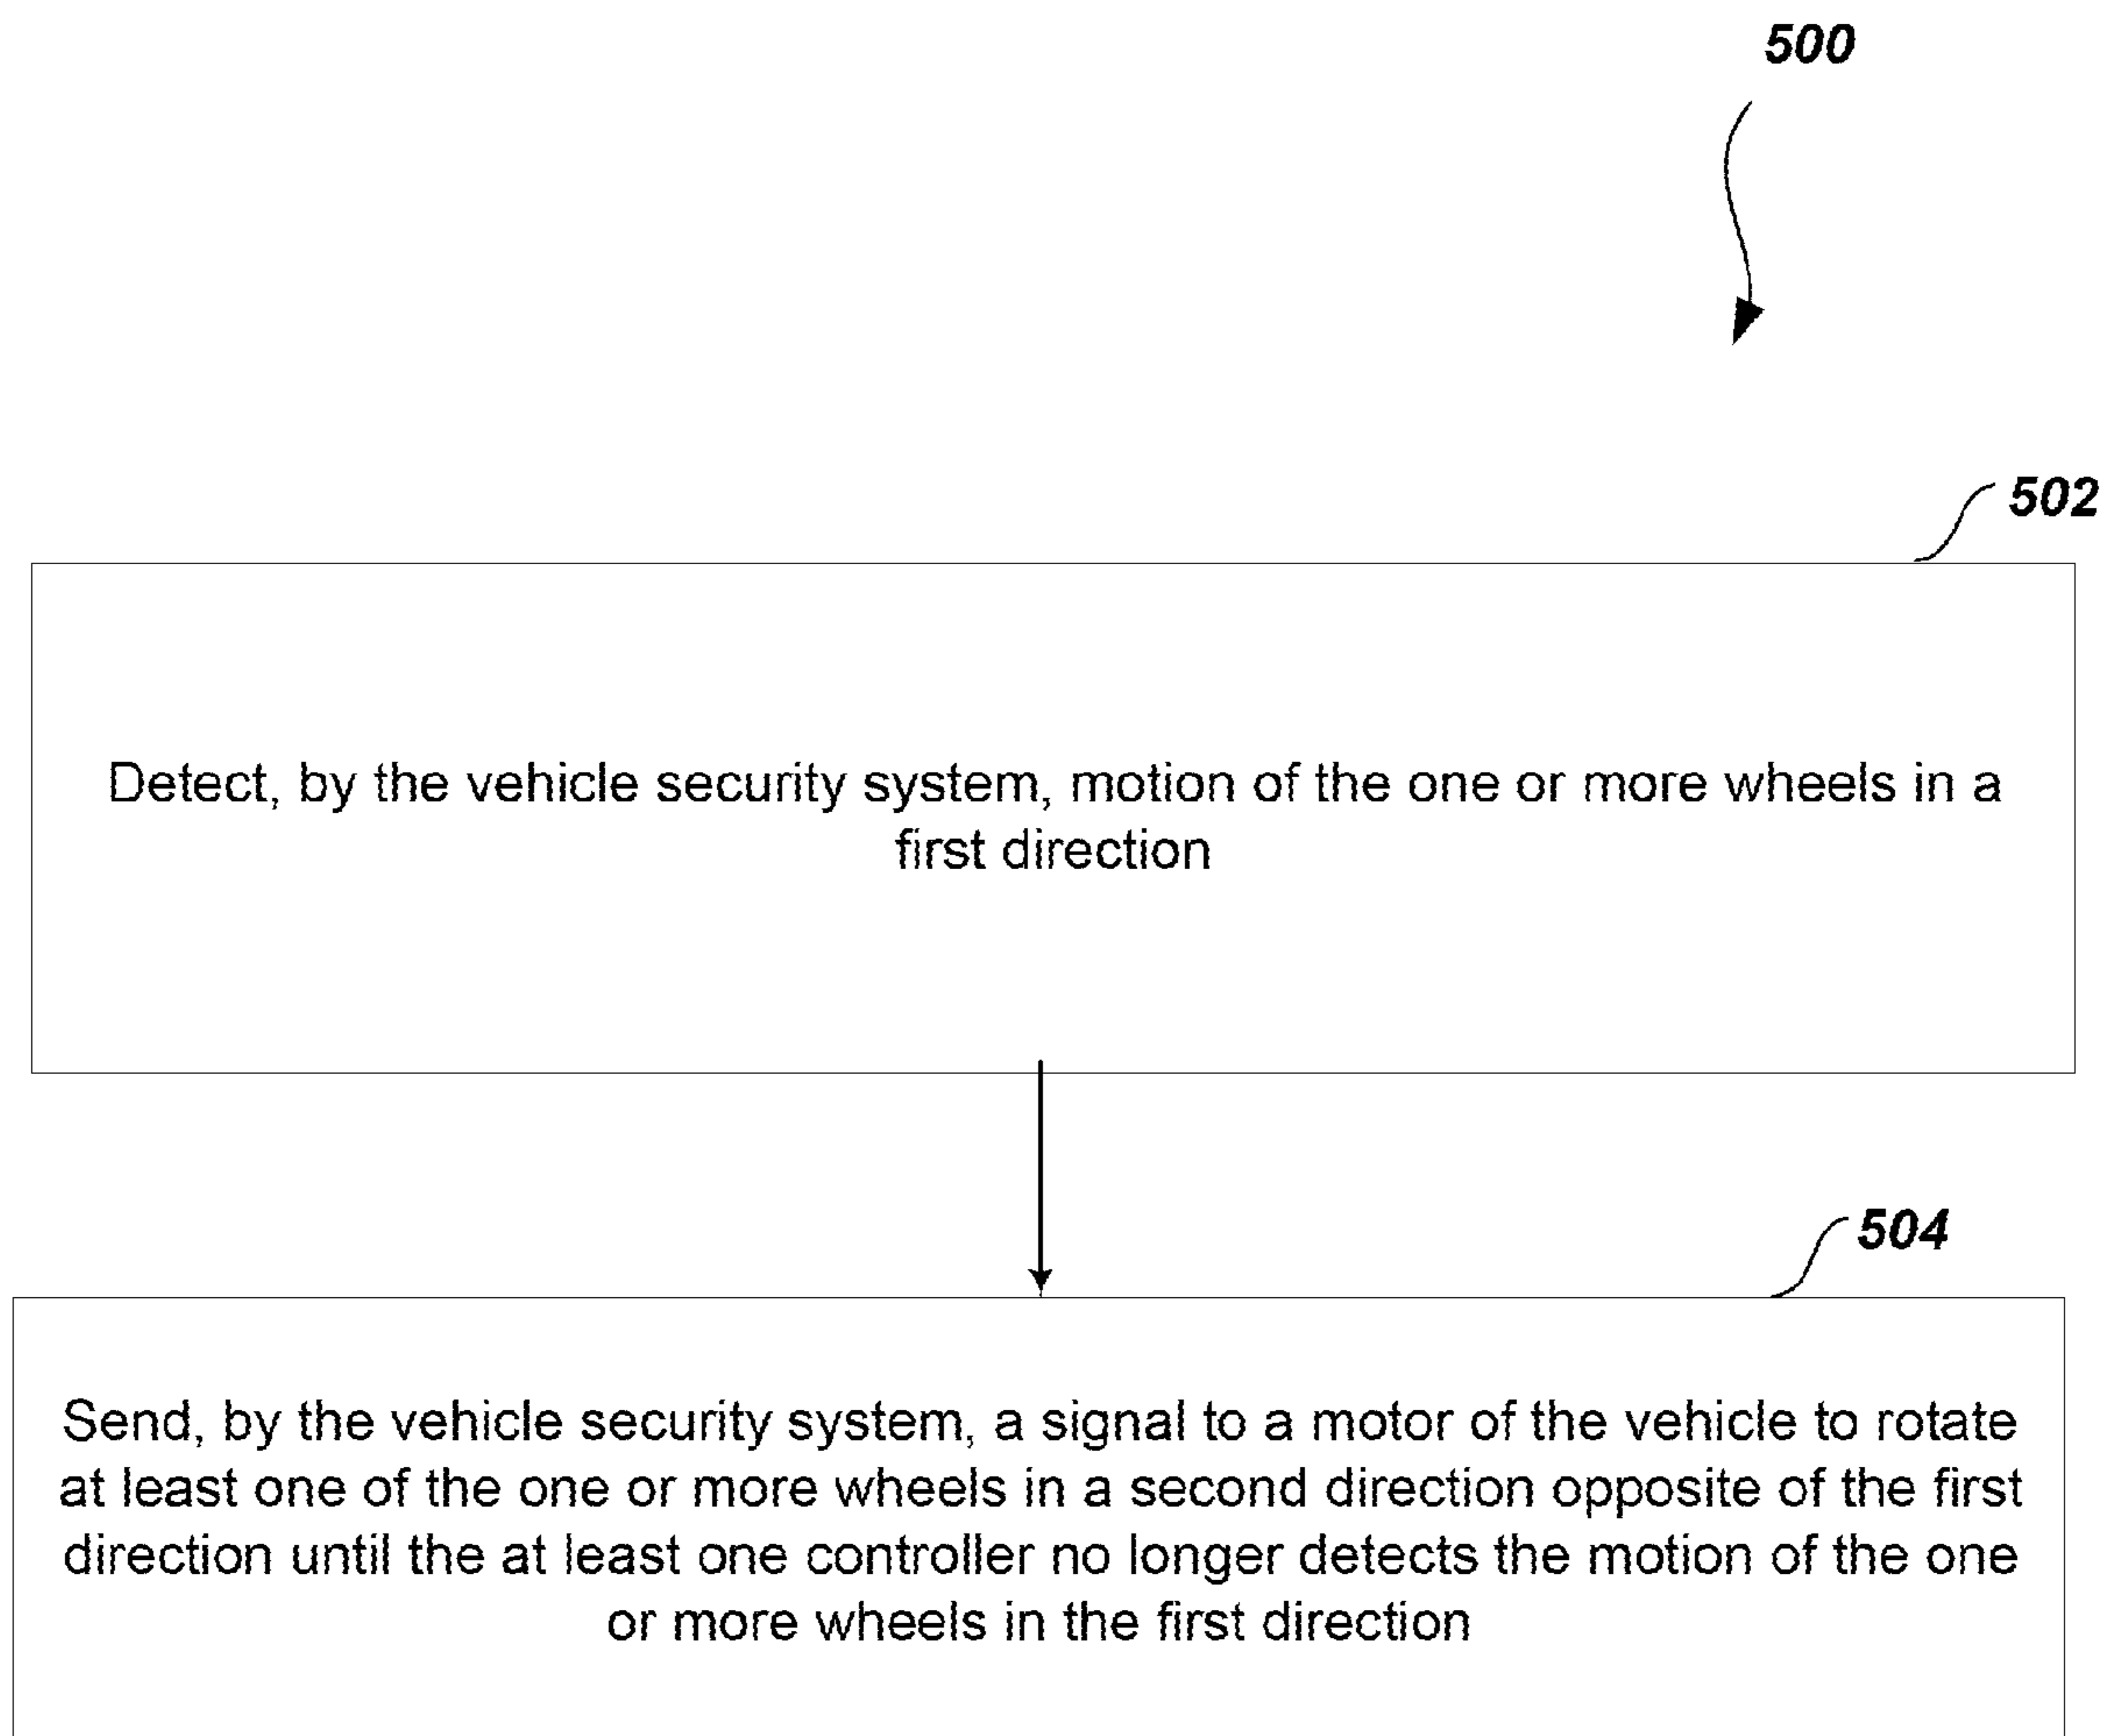 500
502
Detect, by the vehicle security system, motion of the one or more wheels in a
first direction
504
Send, by the vehicle security system, a signal to a motor of the vehicle to rotate
at least one of the one or more wheels in a second direction opposite of the first
direction until the at least one controller no longer detects the motion of the one
or more wheels in the first direction